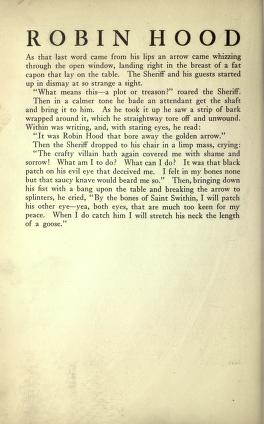 ROBIN HOOD
As that last word came from his lips an arrow came whizzing
through the open window, landing right in the breast of a fat
capon that lay on the table. The Sheriff and his guests started
up in dismay at so strange a sight.
"What means this—a plot or treason?" roared the Sheriff.
Then in a calmer tone he bade an attendant get the shaft
and bring it to him. As he took it up he saw a strip of bark
wrapped around it, which he straightway tore off and unwound.
Within was writing, and, with staring eyes, he read:
"It was Robin Hood that bore away the golden arrow."
Then the Sheriff dropped to his chair in a limp mass, crying:
"The crafty villain hath again covered me with shame and
sorrow! What am I to do? What can I do? It was that black
patch on his evil eye that deceived me. I felt in my bones none
but that saucy knave would beard me so." Then, bringing down
his fist with a bang upon the table and breaking the arrow to
splinters, he cried, "By the bones of Saint Swithin, I will patch
his other eye—yea, both eyes, that are much too keen for my
peace. When I do catch him I will stretch his neck the length
of a goose."